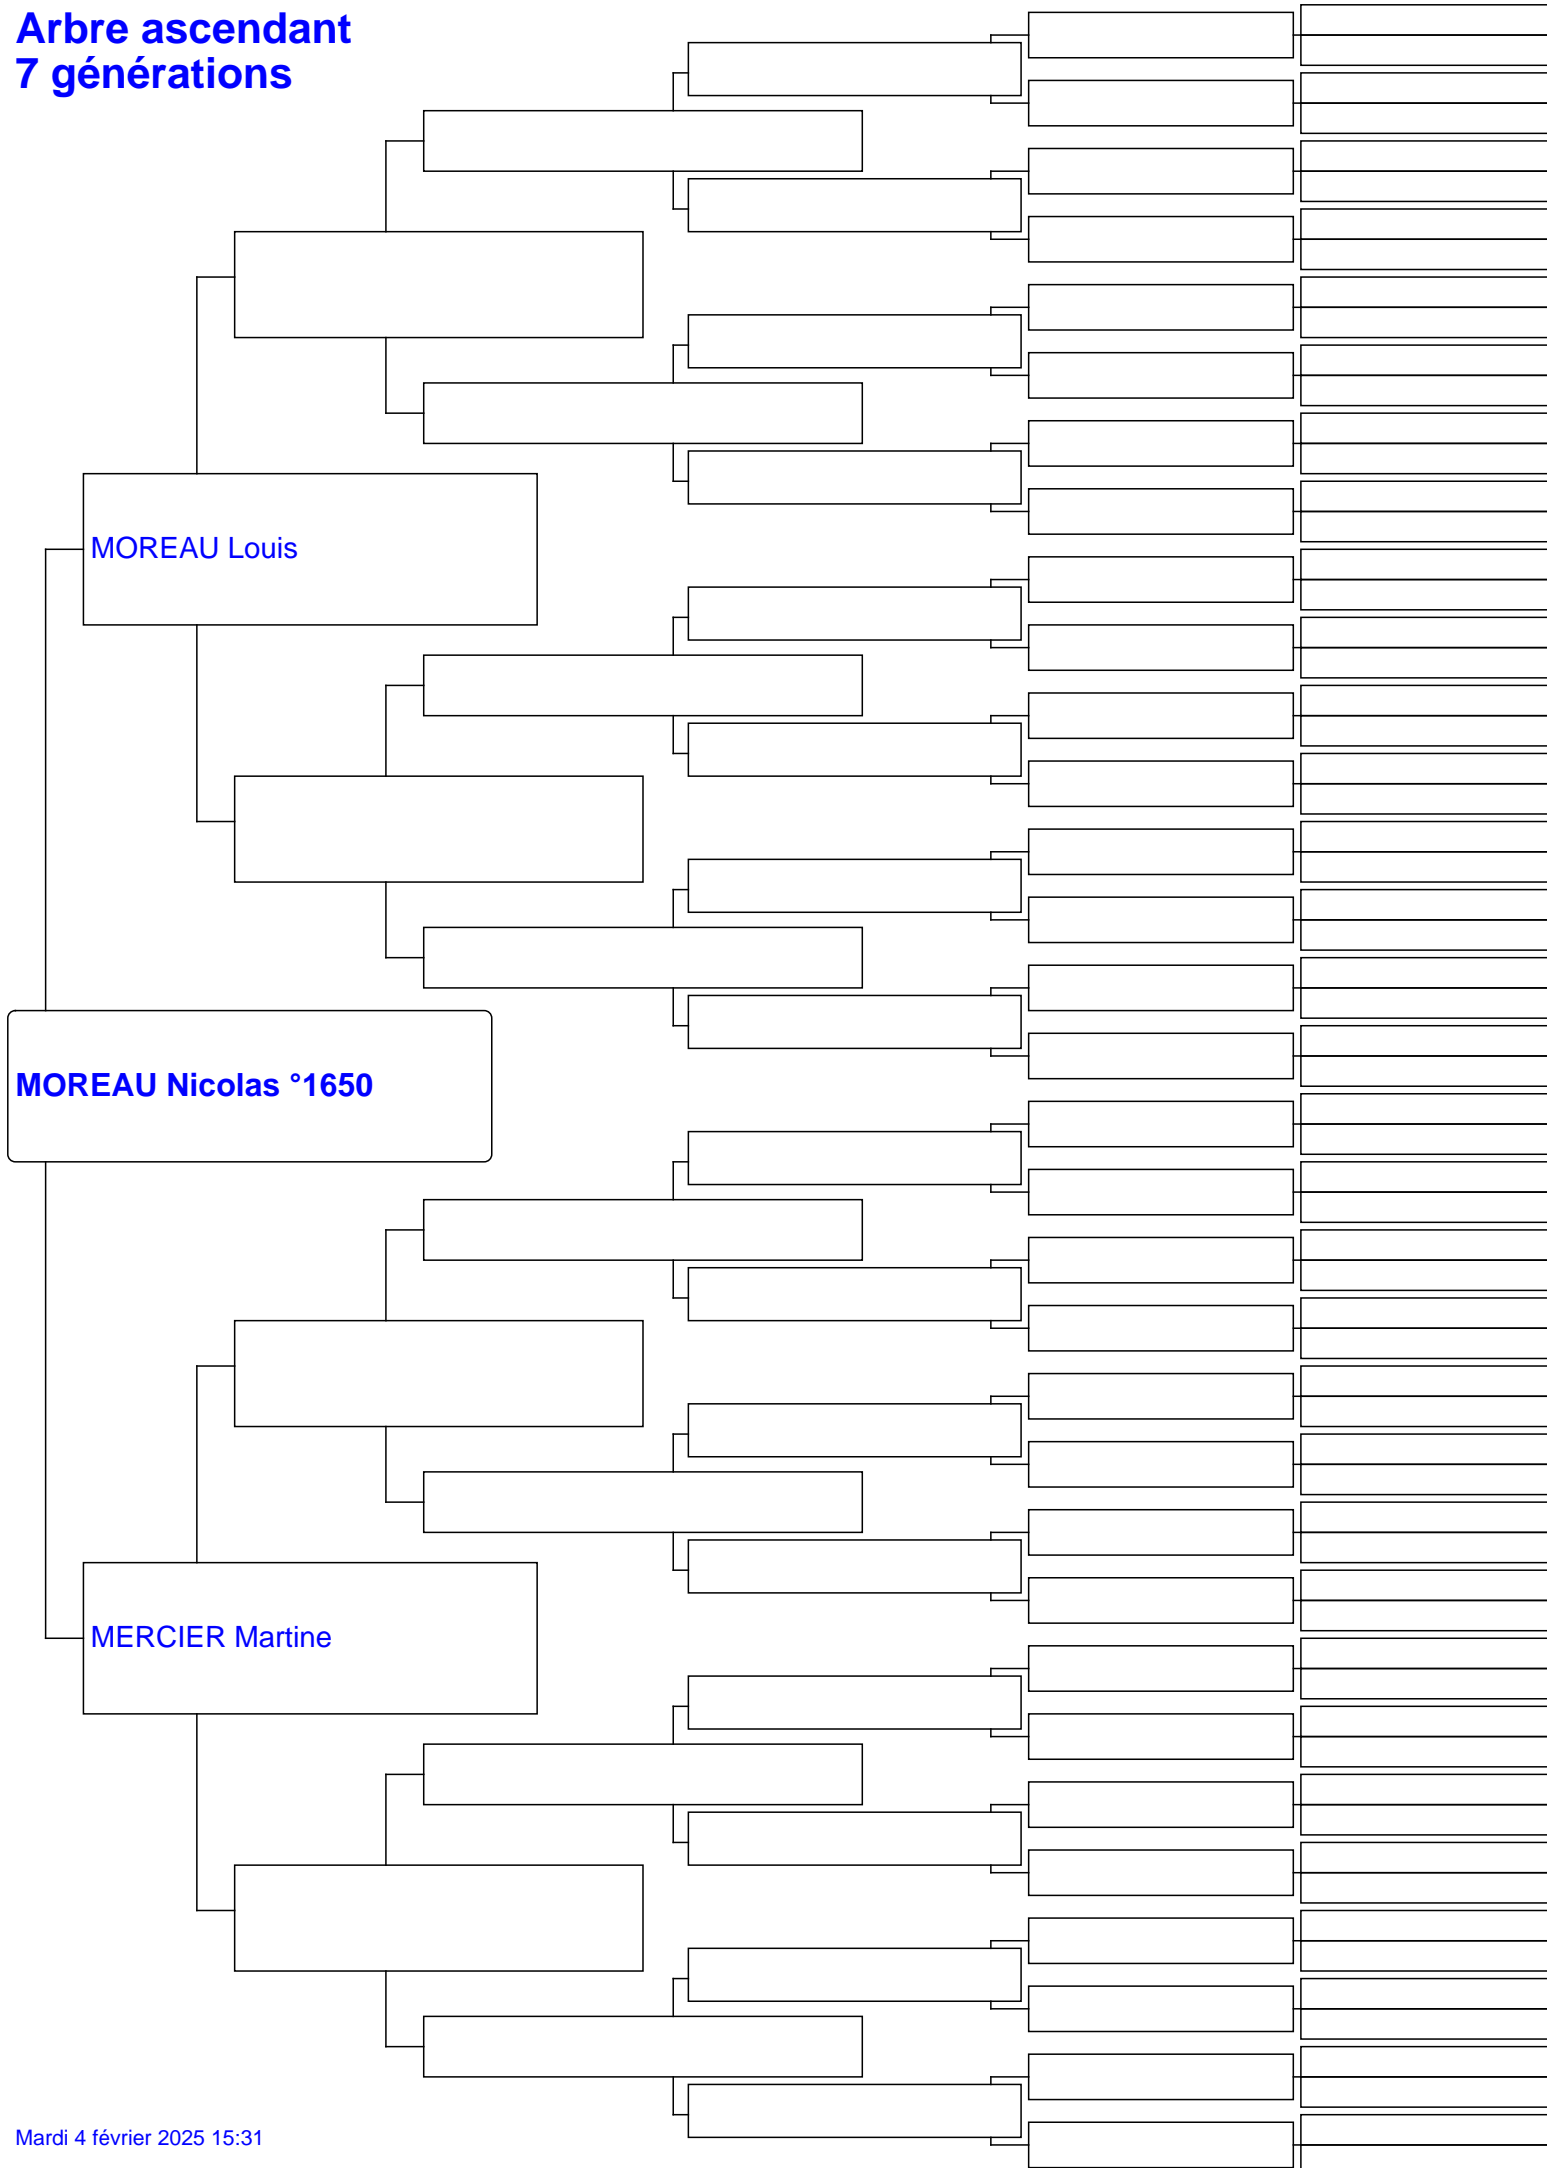 Arbre ascendant
7 générations
MOREAU Louis
MOREAU Nicolas °1650
MERCIER Martine
Mardi 4 février 2025 15:31